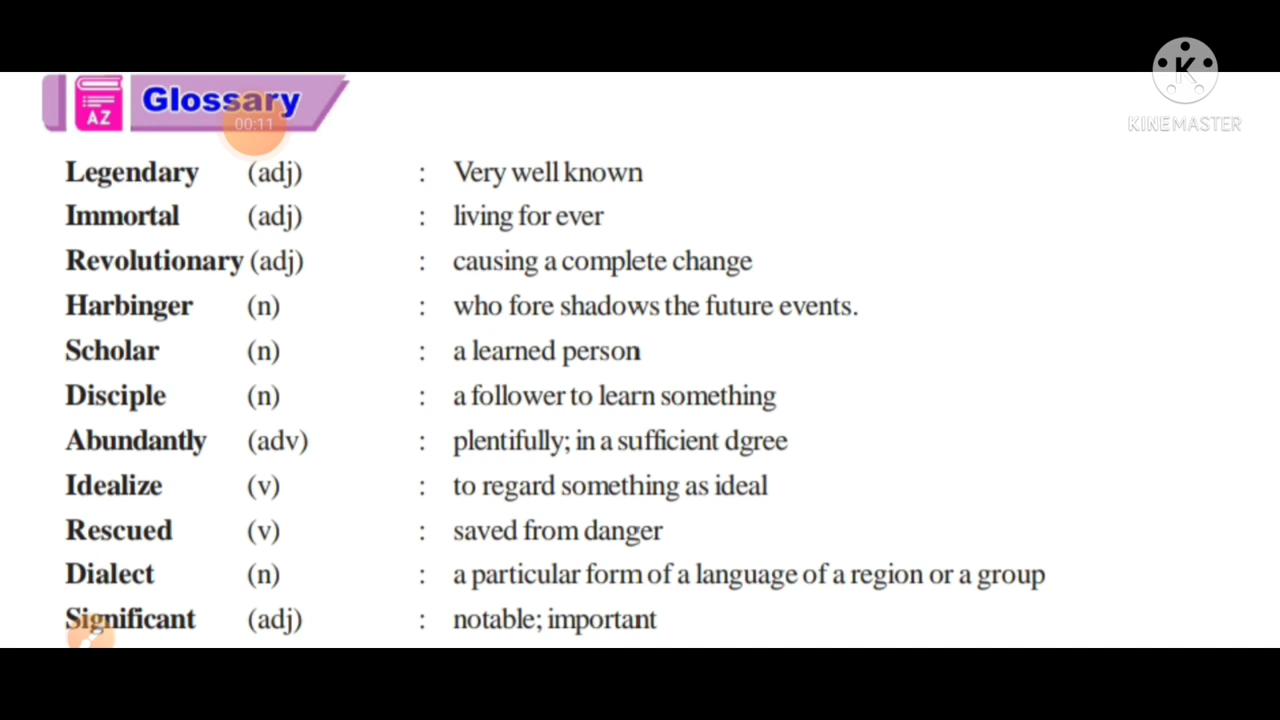 AZ Glossary
00:11
KINEMASTER
Legendary (adj) : Very well known
Immortal (adj) : living for ever
Revolutionary (adj) : causing a complete change
Harbinger (n) : who fore shadows the future events.
Scholar (n) : a learned person
Disciple (n) : a follower to learn something
Abundantly (adv) : plentifully; in a sufficient dgree
Idealize (v) : to regard something as ideal
Rescued (v) : saved from danger
Dialect (n) : a particular form of a language of a region or a group
Significant (adj) : notable; important